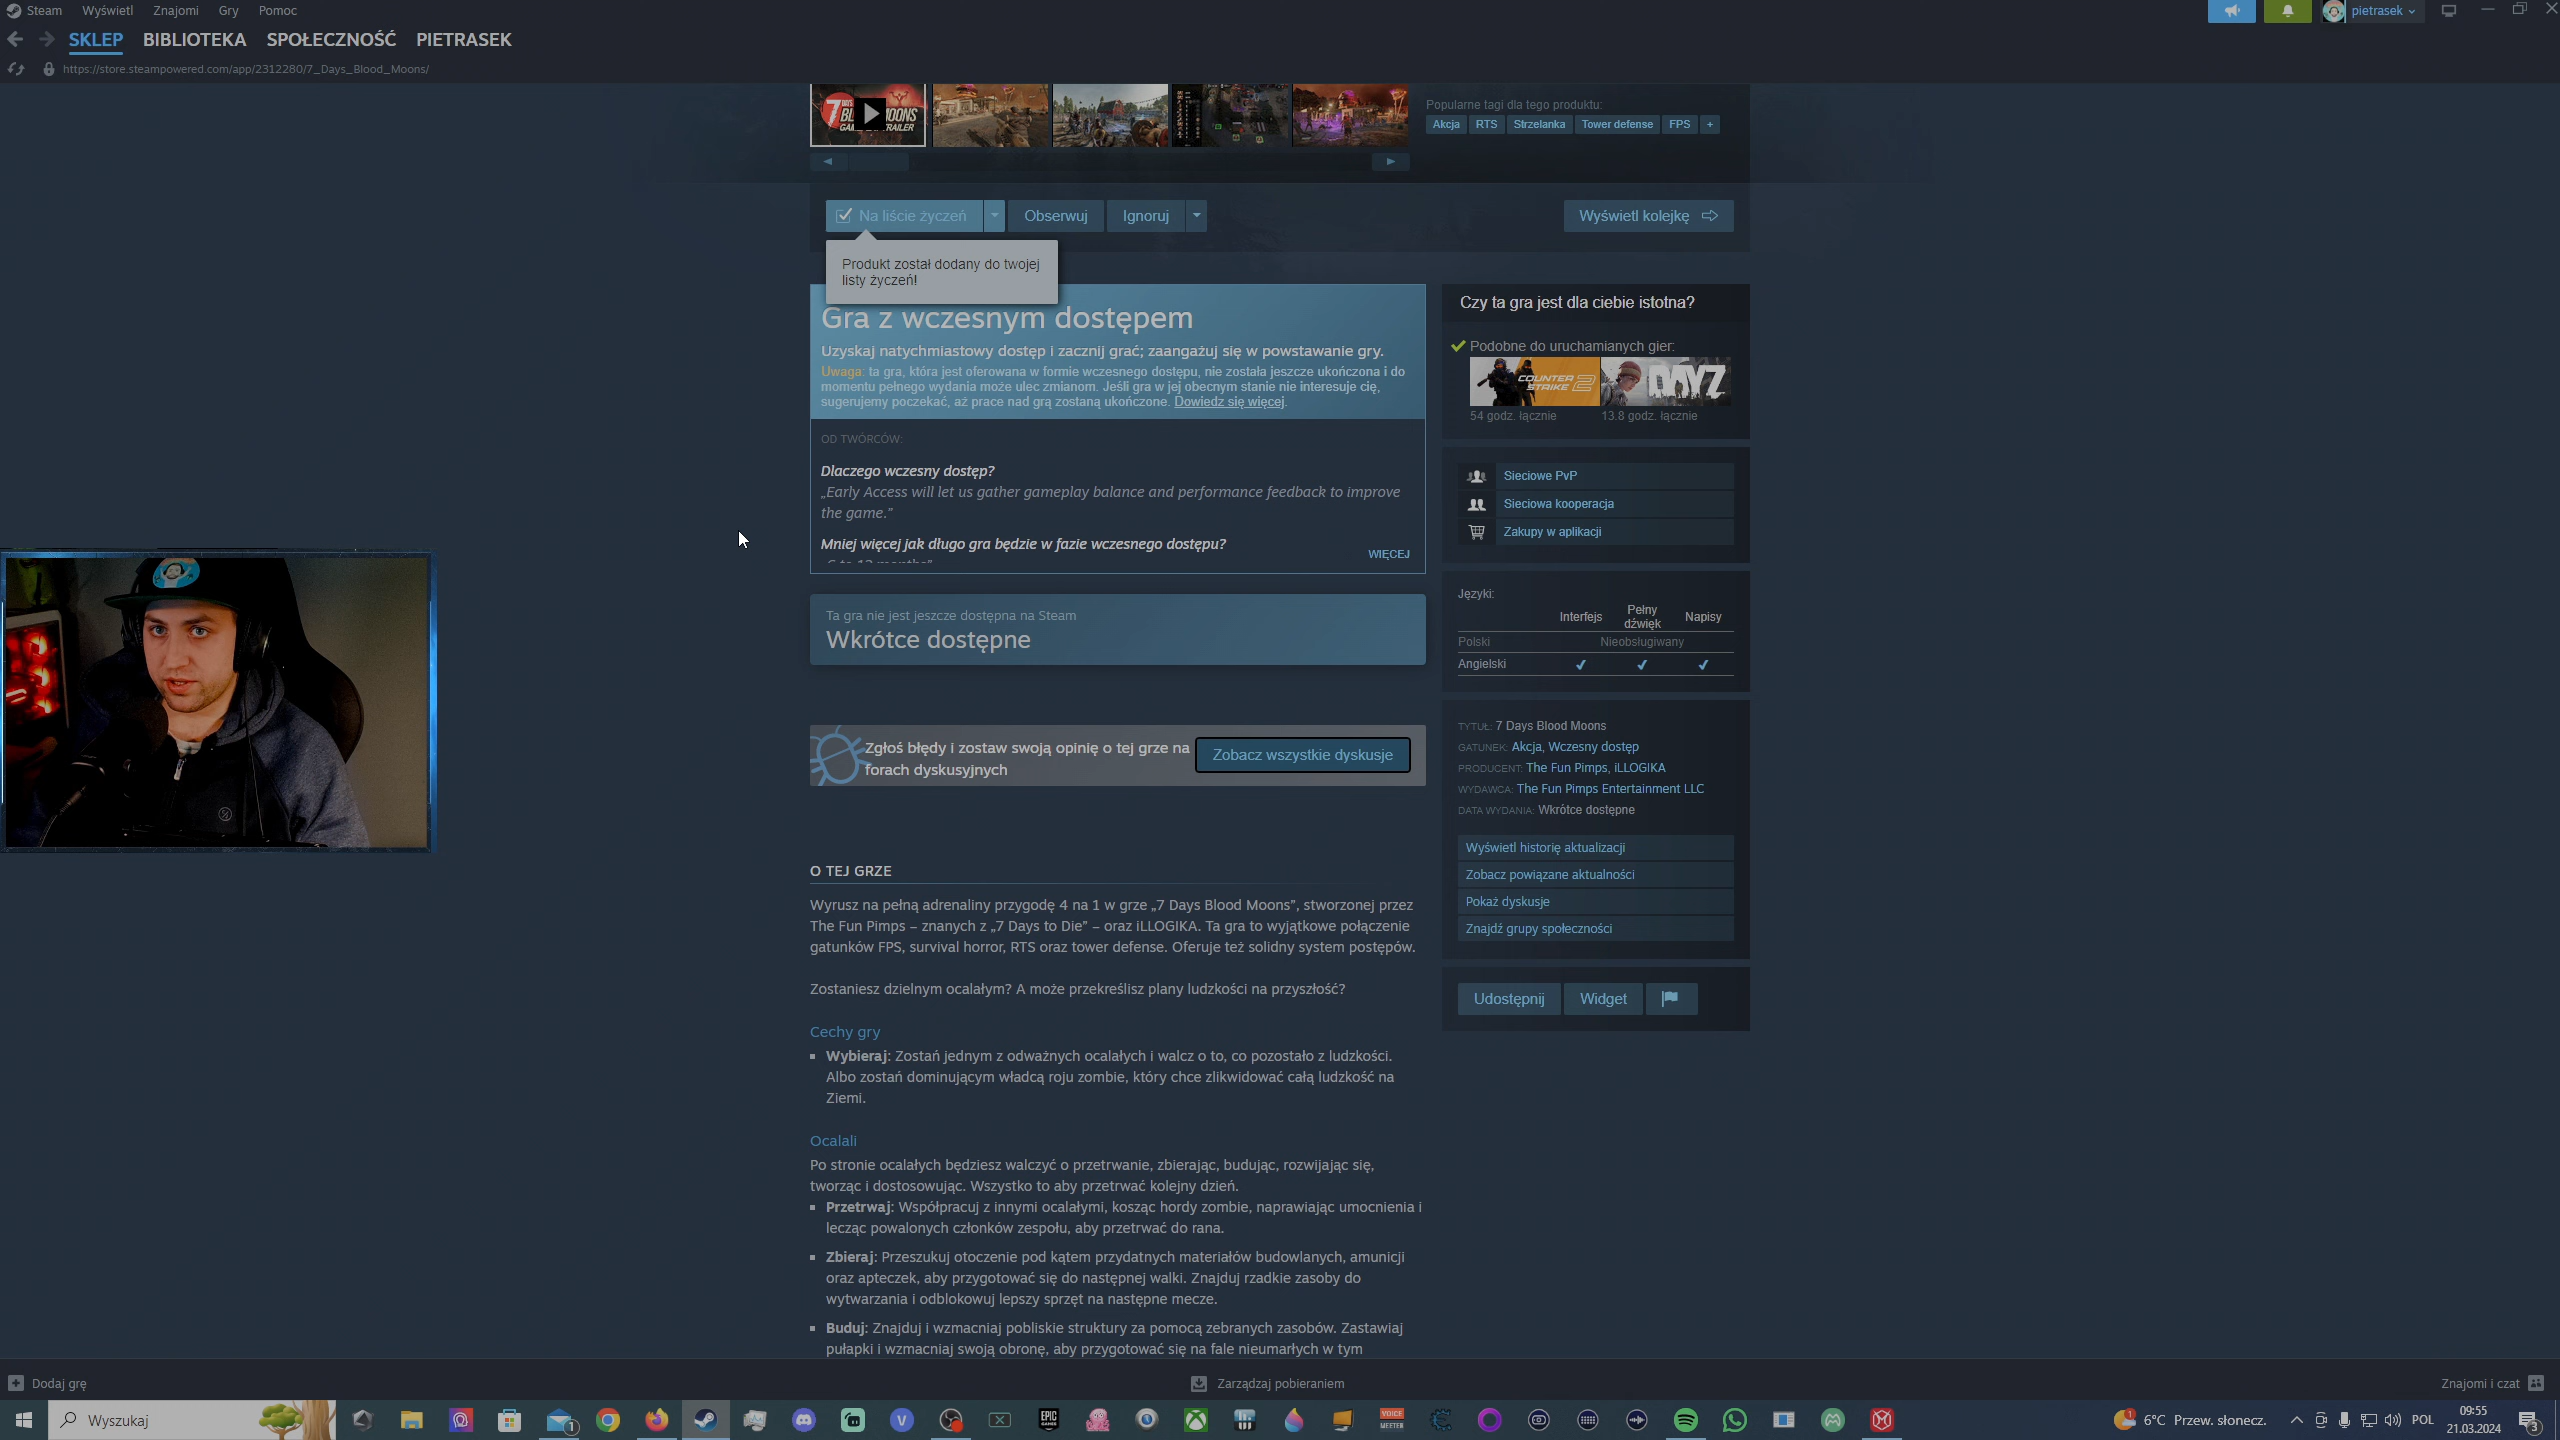 Steam Wyświetl Znajomi Gry Pomoc
pietrasek
SKLEP BIBLIOTEKA SPOŁECZNOŚĆ PIETRASEK
https://store.steampowered.com/app/2312280/7_Days_Blood_Moons/
Popularne tagi dla tego produktu:
Akcja RTS Strzelanka Tower defense FPS +
Na liście życzeń Obserwuj Ignoruj Wyświetl kolejkę
Produkt został dodany do twojej
listy życzeń!
Gra z wczesnym dostępem
Uzyskaj natychmiastowy dostęp i zacznij grać; zaangażuj się w powstawanie gry.
Uwaga: ta gra, która jest oferowana w formie wczesnego dostępu, nie została jeszcze ukończona i do
momentu pełnego wydania może ulec zmianom. Jeśli gra w jej obecnym stanie nie interesuje cię,
sugerujemy poczekać, aż prace nad grą zostaną ukończone. Dowiedz się więcej.
OD TWÓRCÓW:
Dlaczego wczesny dostęp?
„Early Access will let us gather gameplay balance and performance feedback to improve
the game.”
Mniej więcej jak długo gra będzie w fazie wczesnego dostępu?
WIĘCEJ
Ta gra nie jest jeszcze dostępna na Steam
Wkrótce dostępne
Zgłoś błędy i zostaw swoją opinię o tej grze na
forach dyskusyjnych
Zobacz wszystkie dyskusje
O TEJ GRZE
Wyrusz na pełną adrenaliny przygodę 4 na 1 w grze „7 Days Blood Moons”, stworzonej przez
The Fun Pimps – znanych z „7 Days to Die” – oraz iLLOGIKA. Ta gra to wyjątkowe połączenie
gatunków FPS, survival horror, RTS oraz tower defense. Oferuje też solidny system postępów.
Zostaniesz dzielnym ocalałym? A może przekreślisz plany ludzkości na przyszłość?
Cechy gry
Wybieraj: Zostań jednym z odważnych ocalałych i walcz o to, co pozostało z ludzkości.
Albo zostań dominującym władcą roju zombie, który chce zlikwidować całą ludzkość na
Ziemi.
Ocalali
Po stronie ocalałych będziesz walczyć o przetrwanie, zbierając, budując, rozwijając się,
tworząc i dostosowując. Wszystko to aby przetrwać kolejny dzień.
Przetrwaj: Współpracuj z innymi ocalałymi, kosząc hordy zombie, naprawiając umocnienia i
lecząc powalonych członków zespołu, aby przetrwać do rana.
Zbieraj: Przeszukuj otoczenie pod kątem przydatnych materiałów budowlanych, amunicji
oraz apteczek, aby przygotować się do następnej walki. Znajduj rzadkie zasoby do
wytwarzania i odblokowuj lepszy sprzęt na następne mecze.
Buduj: Znajduj i wzmacniaj pobliskie struktury za pomocą zebranych zasobów. Zastawiaj
pułapki i wzmacniaj swoją obronę, aby przygotować się na fale nieumarłych w tym
Czy ta gra jest dla ciebie istotna?
Podobne do uruchamianych gier:
COUNTER STRIKE 2 DAYZ
54 godz. łącznie 13.8 godz. łącznie
Sieciowe PvP
Sieciowa kooperacja
Zakupy w aplikacji
Języki:
Interfejs Pełny dźwięk Napisy
Polski Nieobsługiwany
Angielski ✔ ✔ ✔
TYTUŁ: 7 Days Blood Moons
GATUNEK: Akcja, Wczesny dostęp
PRODUCENT: The Fun Pimps, iLLOGIKA
WYDAWCA: The Fun Pimps Entertainment LLC
DATA WYDANIA: Wkrótce dostępne
Wyświetl historię aktualizacji
Zobacz powiązane aktualności
Pokaż dyskusje
Znajdź grupy społeczności
Udostępnij Widget
Dodaj grę Zarządzaj pobieraniem Znajomi i czat
Wyszukaj
6°C Przew. słonecz. POL 09:55
21.03.2024